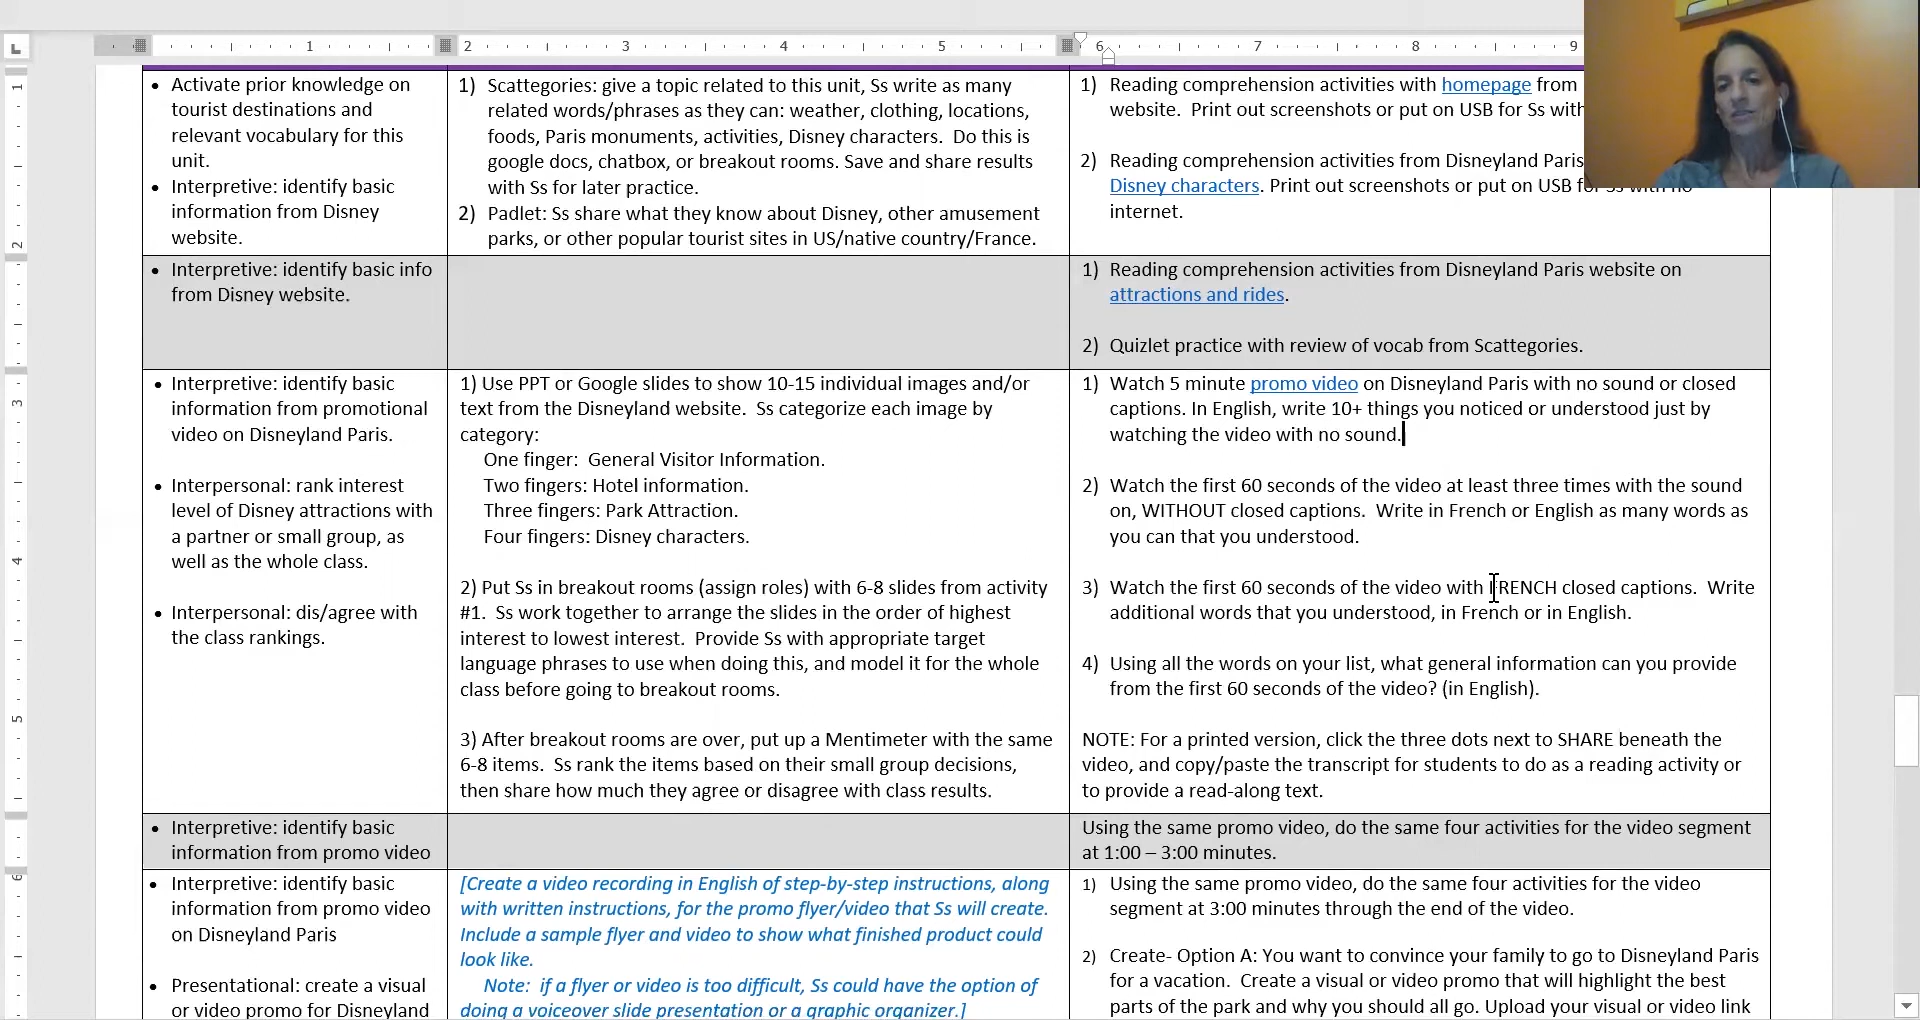 L
1 2 3 4 5 6 7 8 9
• Activate prior knowledge on
tourist destinations and
relevant vocabulary for this
unit.
• Interpretive: identify basic
information from Disney
website.
1) Scattegories: give a topic related to this unit, Ss write as many
related words/phrases as they can: weather, clothing, locations,
foods, Paris monuments, activities, Disney characters. Do this is
google docs, chatbox, or breakout rooms. Save and share results
with Ss for later practice.
2) Padlet: Ss share what they know about Disney, other amusement
parks, or other popular tourist sites in US/native country/France.
1) Reading comprehension activities with homepage from
website. Print out screenshots or put on USB for Ss with
2) Reading comprehension activities from Disneyland Paris
Disney characters. Print out screenshots or put on USB for Ss with no
internet.
• Interpretive: identify basic info
from Disney website.
1) Reading comprehension activities from Disneyland Paris website on
attractions and rides.
2) Quizlet practice with review of vocab from Scattegories.
• Interpretive: identify basic
information from promotional
video on Disneyland Paris.
• Interpersonal: rank interest
level of Disney attractions with
a partner or small group, as
well as the whole class.
• Interpersonal: dis/agree with
the class rankings.
1) Use PPT or Google slides to show 10-15 individual images and/or
text from the Disneyland website. Ss categorize each image by
category:
One finger: General Visitor Information.
Two fingers: Hotel information.
Three fingers: Park Attraction.
Four fingers: Disney characters.
2) Put Ss in breakout rooms (assign roles) with 6-8 slides from activity
#1. Ss work together to arrange the slides in the order of highest
interest to lowest interest. Provide Ss with appropriate target
language phrases to use when doing this, and model it for the whole
class before going to breakout rooms.
3) After breakout rooms are over, put up a Mentimeter with the same
6-8 items. Ss rank the items based on their small group decisions,
then share how much they agree or disagree with class results.
1) Watch 5 minute promo video on Disneyland Paris with no sound or closed
captions. In English, write 10+ things you noticed or understood just by
watching the video with no sound.
2) Watch the first 60 seconds of the video at least three times with the sound
on, WITHOUT closed captions. Write in French or English as many words as
you can that you understood.
3) Watch the first 60 seconds of the video with FRENCH closed captions. Write
additional words that you understood, in French or in English.
4) Using all the words on your list, what general information can you provide
from the first 60 seconds of the video? (in English).
NOTE: For a printed version, click the three dots next to SHARE beneath the
video, and copy/paste the transcript for students to do as a reading activity or
to provide a read-along text.
• Interpretive: identify basic
information from promo video
Using the same promo video, do the same four activities for the video segment
at 1:00 – 3:00 minutes.
• Interpretive: identify basic
information from promo video
on Disneyland Paris
• Presentational: create a visual
or video promo for Disneyland
[Create a video recording in English of step-by-step instructions, along
with written instructions, for the promo flyer/video that Ss will create.
Include a sample flyer and video to show what finished product could
look like.
Note: if a flyer or video is too difficult, Ss could have the option of
doing a voiceover slide presentation or a graphic organizer.]
1) Using the same promo video, do the same four activities for the video
segment at 3:00 minutes through the end of the video.
2) Create- Option A: You want to convince your family to go to Disneyland Paris
for a vacation. Create a visual or video promo that will highlight the best
parts of the park and why you should all go. Upload your visual or video link
1
2
3
4
5
6